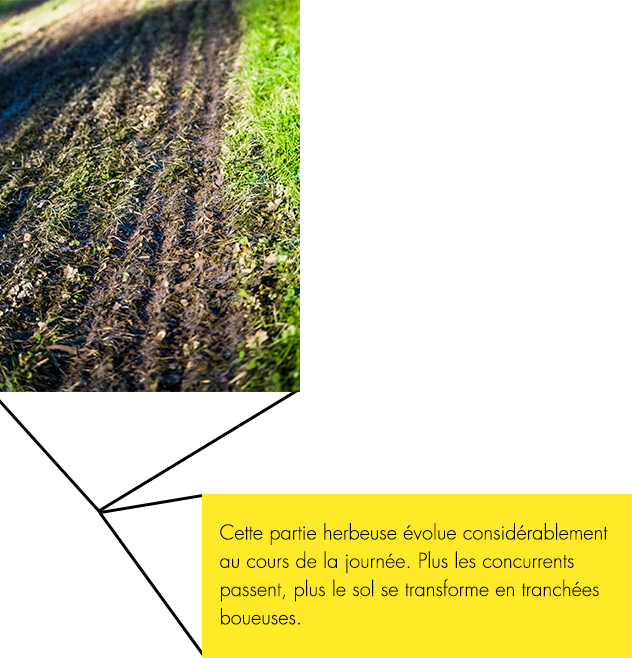 Cette partie herbeuse évolue considérablement
au cours de la journée. Plus les concurrents
passent, plus le sol se transforme en tranchées
boueuses.